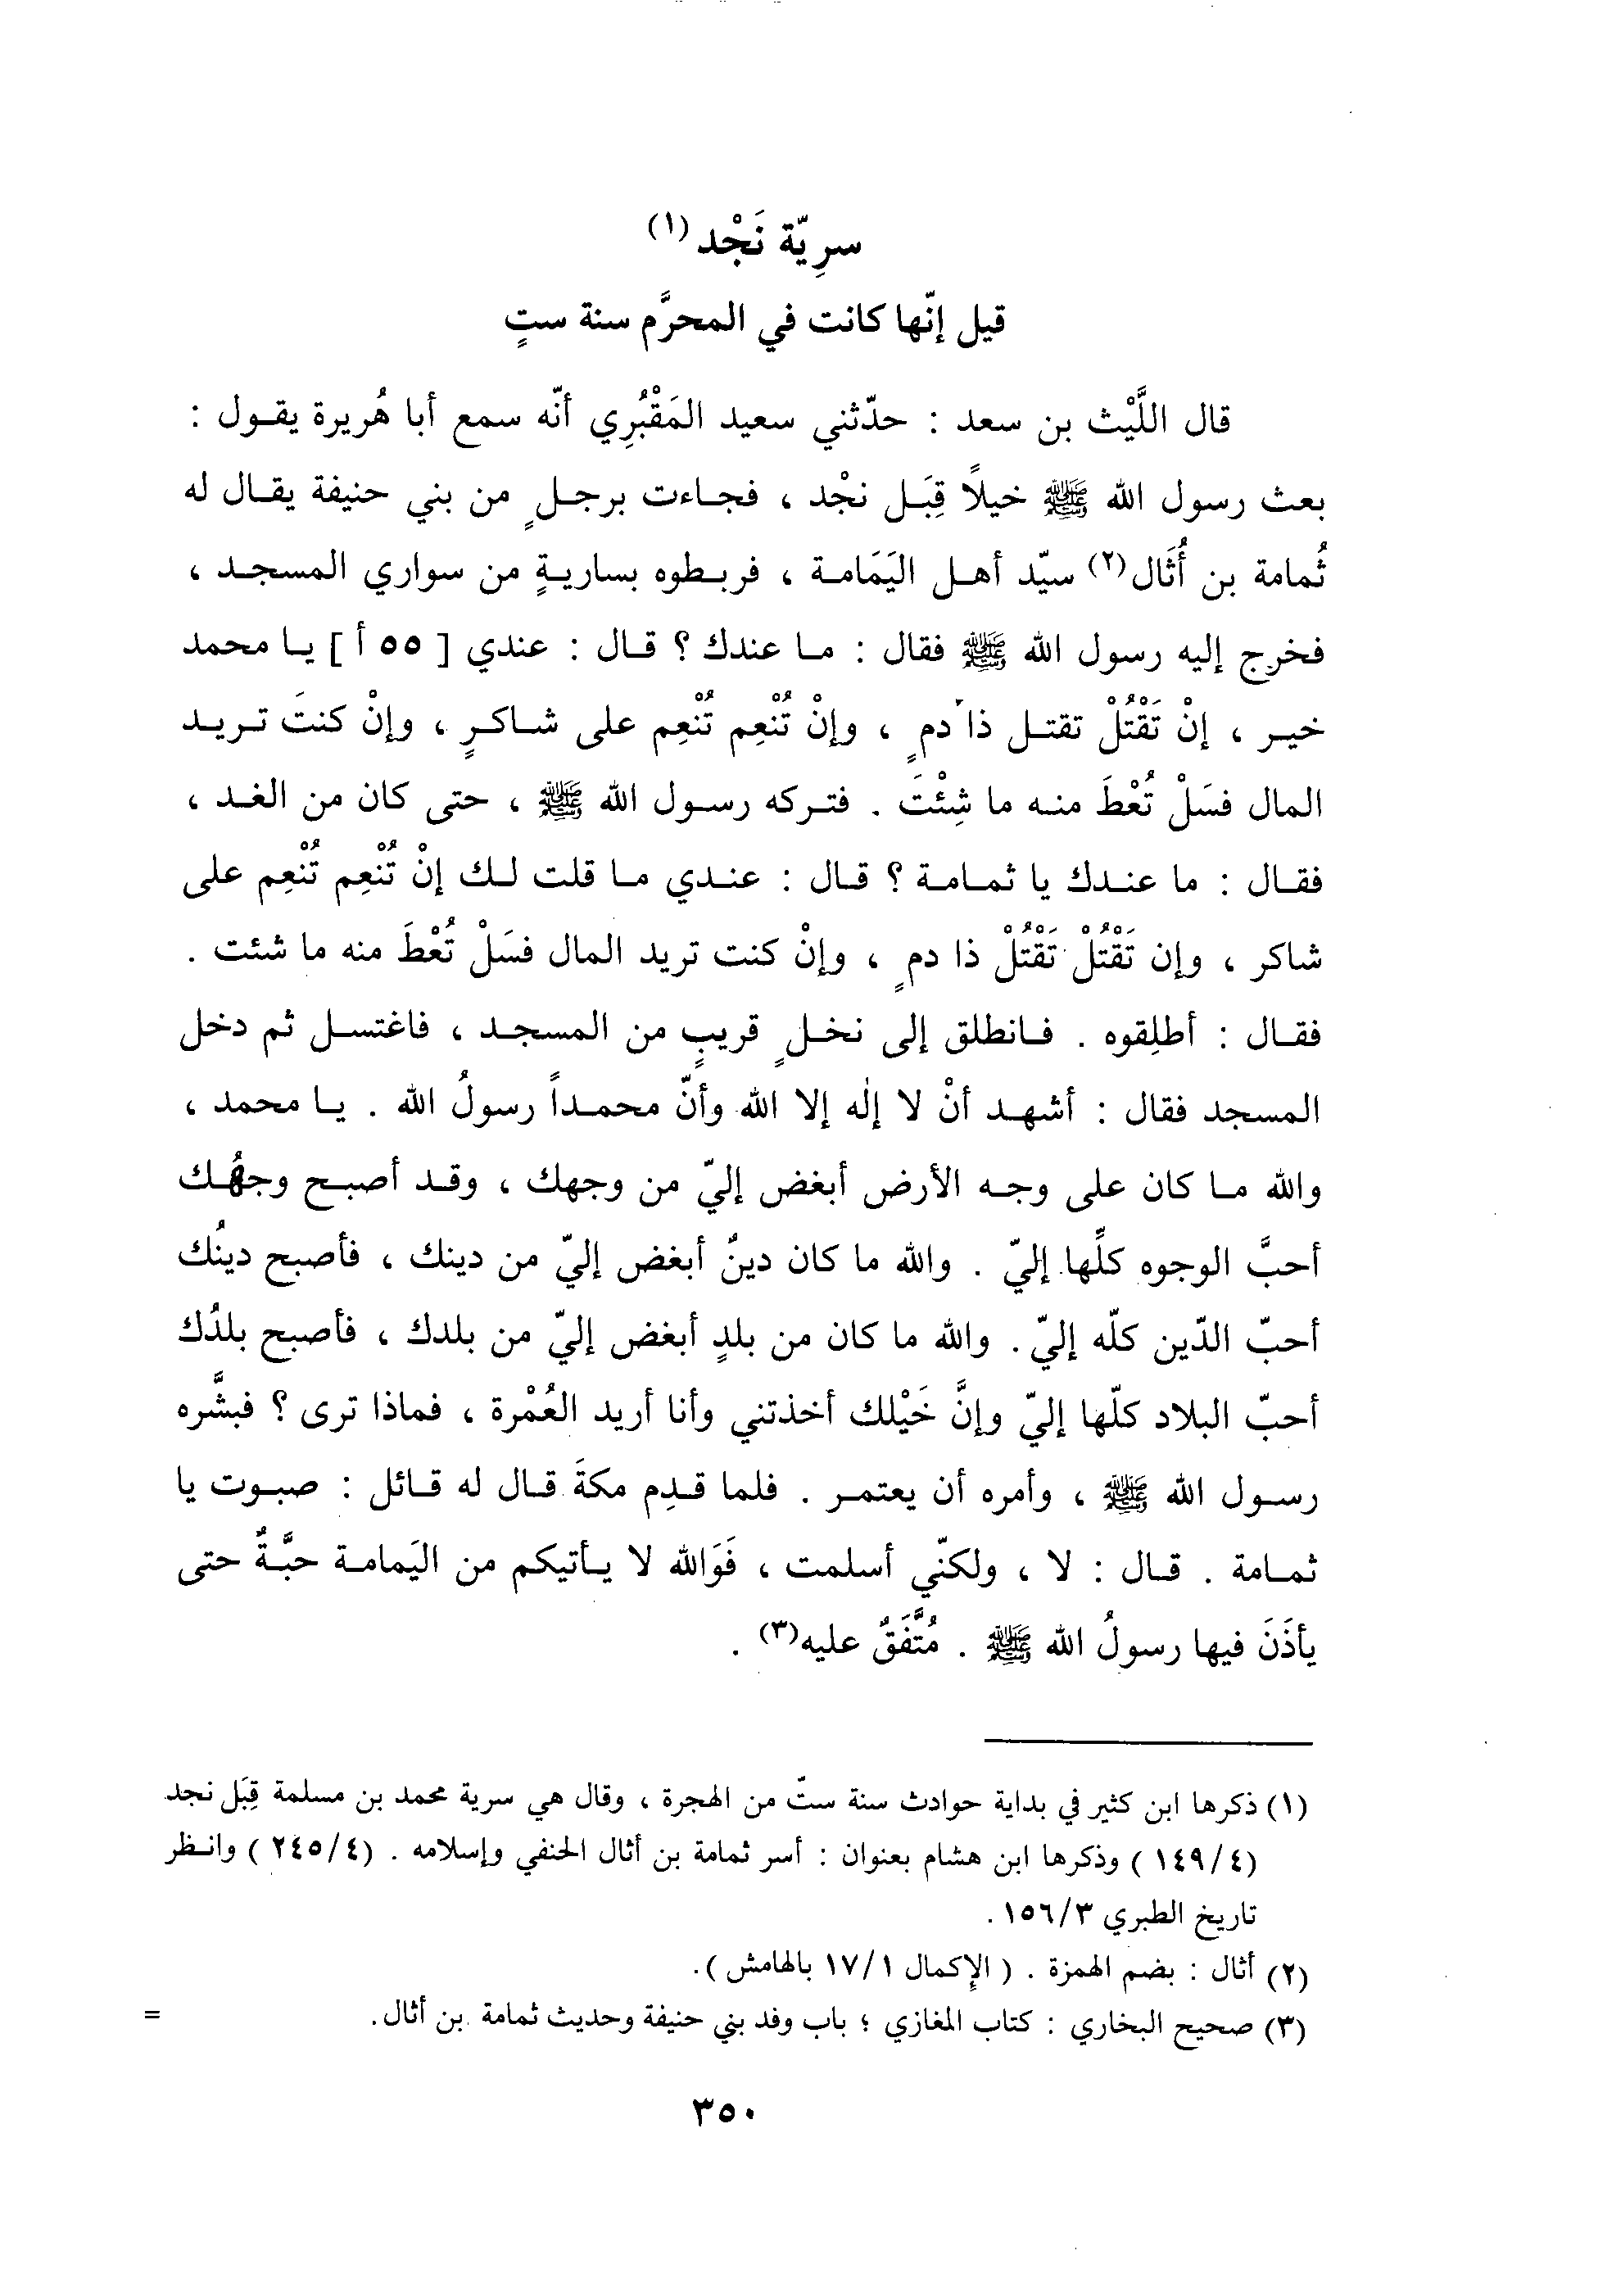 سرِيّة نَجْد (١)
قيل إنّها كانت في المحرَّم سنة ستٍ
قال اللَّيْث بن سعد : حدّثني سعيد المَقْبُرِي أنّه سمع أبا هُريرة يقول :
بعث رسول الله ﷺ خيلاً قِبَل نجْد ، فجاءت برجلٍ من بني حنيفة يقال له
ثُمامة بن أُثَال(٢) سيّد أهل اليَمَامة ، فربطوه بساريةٍ من سواري المسجد ،
فخرج إليه رسول الله ﷺ فقال : ما عندك ؟ قال : عندي [ ٥٥ أ ] يا محمد
خير ، إنْ تَقْتُلْ تقتل ذا دمٍ ، وإنْ تُنْعِم تُنْعِم على شاكرٍ ، وإنْ كنتَ تريد
المال فسَلْ تُعْطَ منه ما شِئْتَ . فتركه رسول الله ﷺ ، حتى كان من الغد ،
فقال : ما عندك يا ثمامة ؟ قال : عندي ما قلت لك إنْ تُنْعِم تُنْعِم على
شاكر ، وإن تَقْتُلْ تَقْتُلْ ذا دمٍ ، وإنْ كنت تريد المال فسَلْ تُعْطَ منه ما شئت .
فقال : أطلِقوه . فانطلق إلى نخلٍ قريبٍ من المسجد ، فاغتسل ثم دخل
المسجد فقال : أشهد أنْ لا إلٰه إلا الله وأنّ محمداً رسولُ الله . يا محمد ،
والله ما كان على وجه الأرض أبغض إليّ من وجهك ، وقد أصبح وجهُك
أحبَّ الوجوه كلِّها إليّ . والله ما كان دينٌ أبغض إليّ من دينك ، فأصبح دينُك
أحبّ الدّين كلّه إليّ . والله ما كان من بلدٍ أبغض إليّ من بلدك ، فأصبح بلدُك
أحبّ البلاد كلّها إليّ وإنَّ خَيْلك أخذتني وأنا أريد العُمْرة ، فماذا ترى ؟ فبشَّره
رسول الله ﷺ ، وأمره أن يعتمر . فلما قدِم مكةَ قال له قائل : صبوت يا
ثمامة . قال : لا ، ولكنّي أسلمت ، فَوَالله لا يأتيكم من اليَمامة حبَّةٌ حتى
يأذَنَ فيها رسولُ الله ﷺ . مُتَّفَقٌ عليه(٣) .
(١) ذكرها ابن كثير في بداية حوادث سنة ستّ من الهجرة ، وقال هي سرية محمد بن مسلمة قِبَل نجد
(٤/ ١٤٩ ) وذكرها ابن هشام بعنوان : أسر ثمامة بن أثال الحنفي وإسلامه . (٤/ ٢٤٥ ) وانظر
تاريخ الطبري ٣/ ١٥٦ .
(٢) أثال : بضم الهمزة . ( الإكمال ١/ ١٧ بالهامش ).
(٣) صحيح البخاري : كتاب المغازي ؛ باب وفد بني حنيفة وحديث ثمامة بن أثال. =
٣٥٠